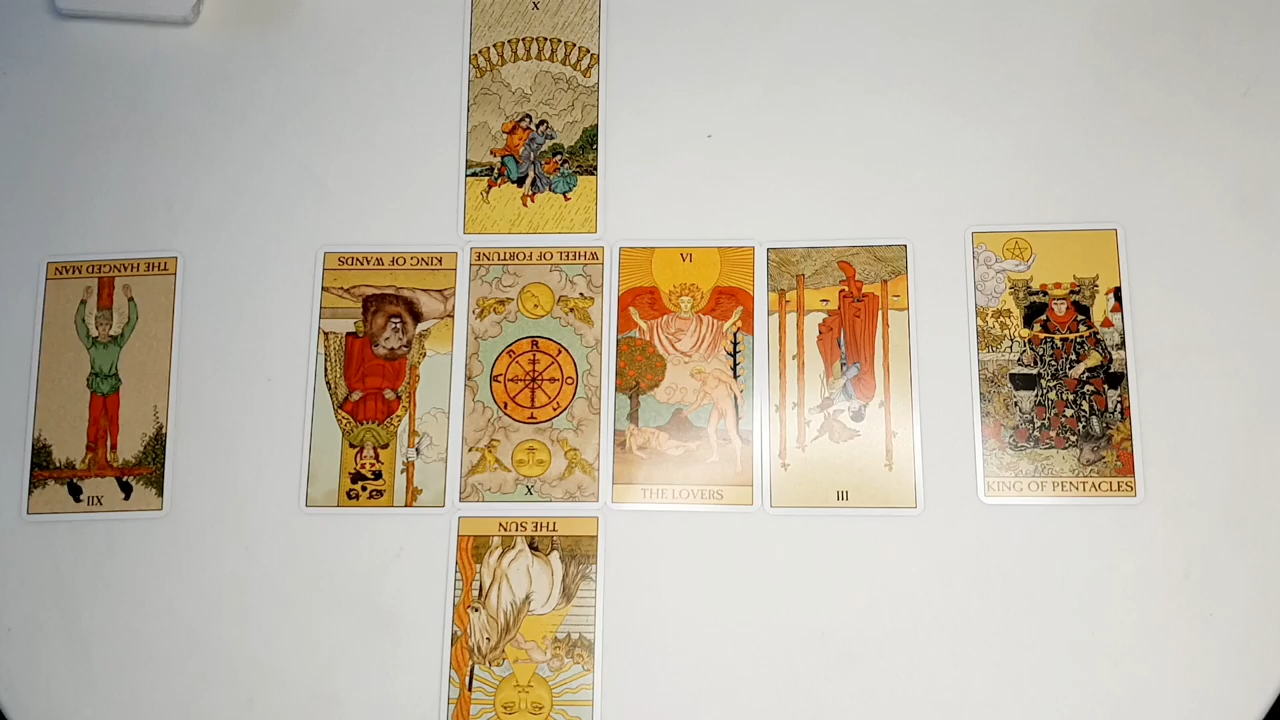 X
THE HANGED MAN
XII
KING OF WANDS
WHEEL OF FORTUNE
X
VI
THE LOVERS
III
KING OF PENTACLES
THE SUN